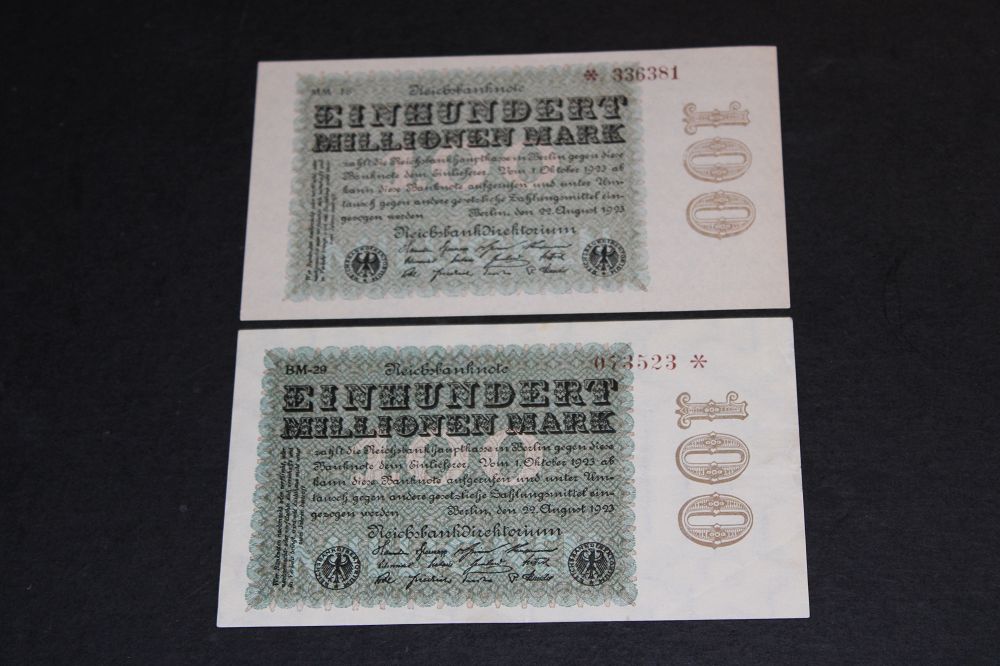 * 336381
MM-16
Reichsbanknote
EINHUNDERT
MILLIONEN MARK
zahlt die Reichsbankhauptkasse in Berlin gegen diese
Banknote dem Einlieferer. Vom 1. Oktober 1923 ab
kann diese Banknote aufgerufen und unter Um-
tausch gegen andere gesetzliche Zahlungsmittel ein-
gezogen werden Berlin, den 22. August 1923
Reichsbankdirektorium
100
073523 *
BM-29
Reichsbanknote
EINHUNDERT
MILLIONEN MARK
zahlt die Reichsbankhauptkasse in Berlin gegen diese
Banknote dem Einlieferer. Vom 1. Oktober 1923 ab
kann diese Banknote aufgerufen und unter Um-
tausch gegen andere gesetzliche Zahlungsmittel ein-
gezogen werden Berlin, den 22. August 1923
Reichsbankdirektorium
100